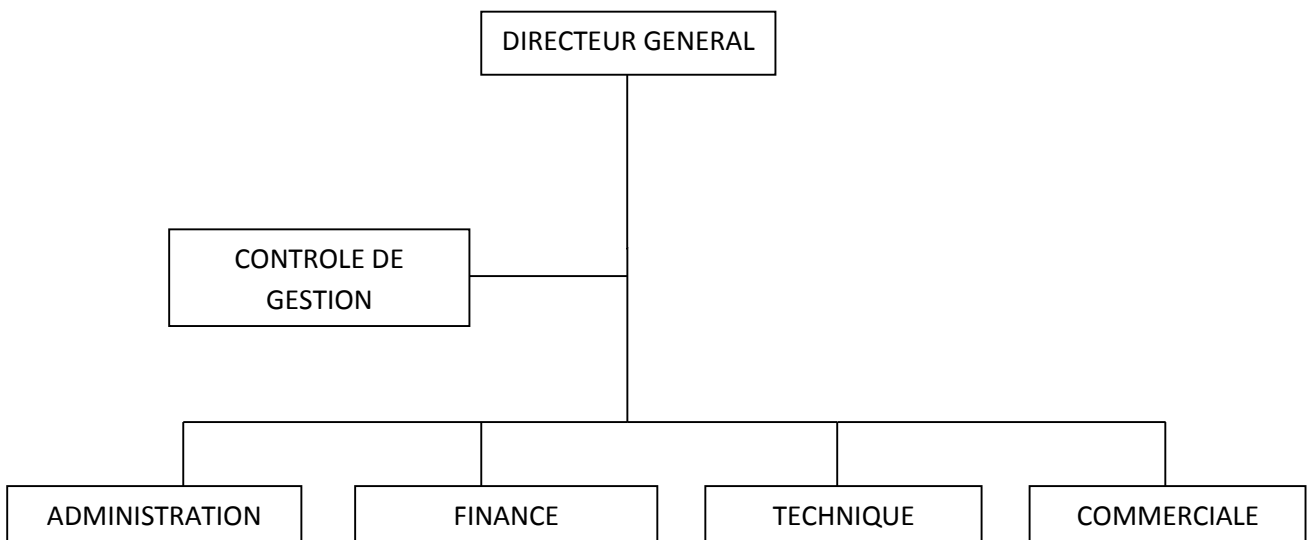 DIRECTEUR GENERAL
CONTROLE DE
GESTION
ADMINISTRATION
FINANCE
TECHNIQUE
COMMERCIALE